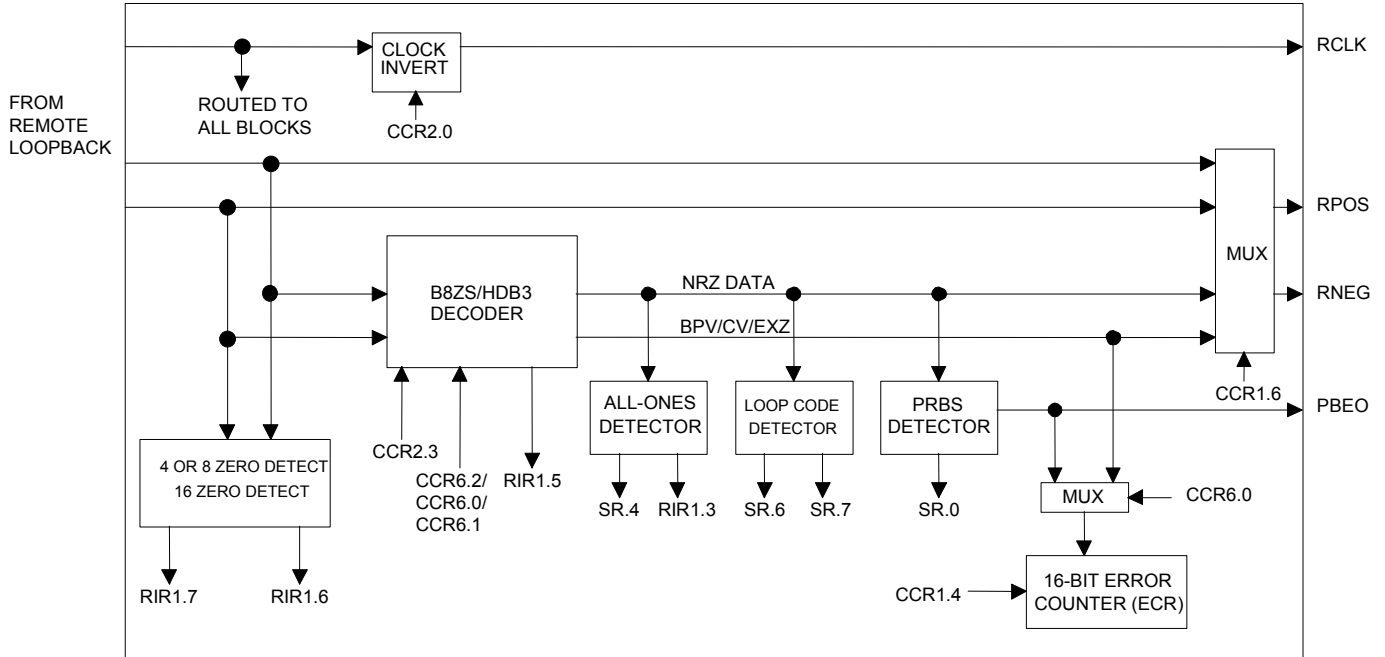 CLOCK
INVERT
RCLK
FROM
REMOTE
LOOPBACK
ROUTED TO
ALL BLOCKS
CCR2.0
MUX
RPOS
B8ZS/HDB3
DECODER
NRZ DATA
RNEG
BPV/CV/EXZ
CCR1.6
ALL-ONES
DETECTOR
LOOP CODE
DETECTOR
PRBS
DETECTOR
PBEO
4 OR 8 ZERO DETECT
16 ZERO DETECT
CCR2.3
CCR6.2/
CCR6.0/
CCR6.1
RIR1.5
SR.4
RIR1.3
SR.6
SR.7
SR.0
MUX
CCR6.0
RIR1.7
RIR1.6
CCR1.4
16-BIT ERROR
COUNTER (ECR)